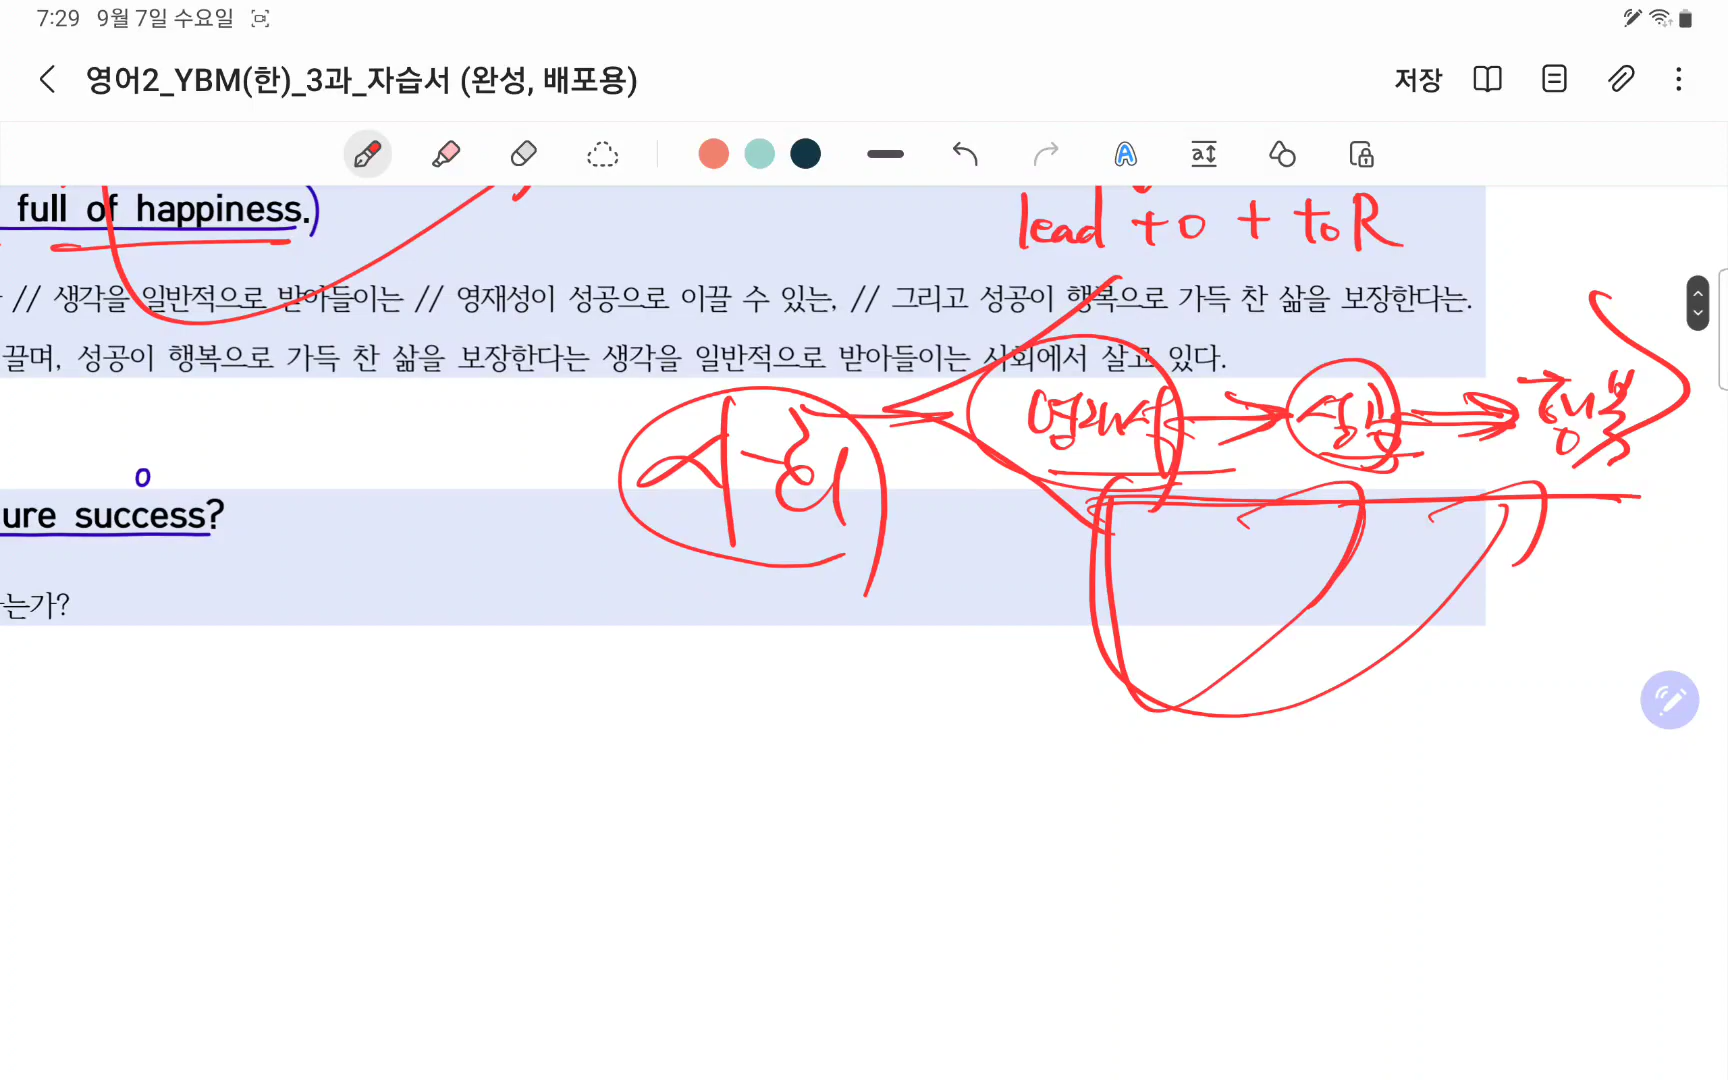 7:29 9월 7일 수요일
영어2_YBM(한)_3과_자습서 (완성, 배포용)
저장
full of happiness.)
lead + o + to R
// 생각을 일반적으로 받아들이는 // 영재성이 성공으로 이끌 수 있는, // 그리고 성공이 행복으로 가득 찬 삶을 보장한다는.
끌며, 성공이 행복으로 가득 찬 삶을 보장한다는 생각을 일반적으로 받아들이는 사회에서 살고 있다.
사회 영재성 성공 행복
o
ure success?
는가?